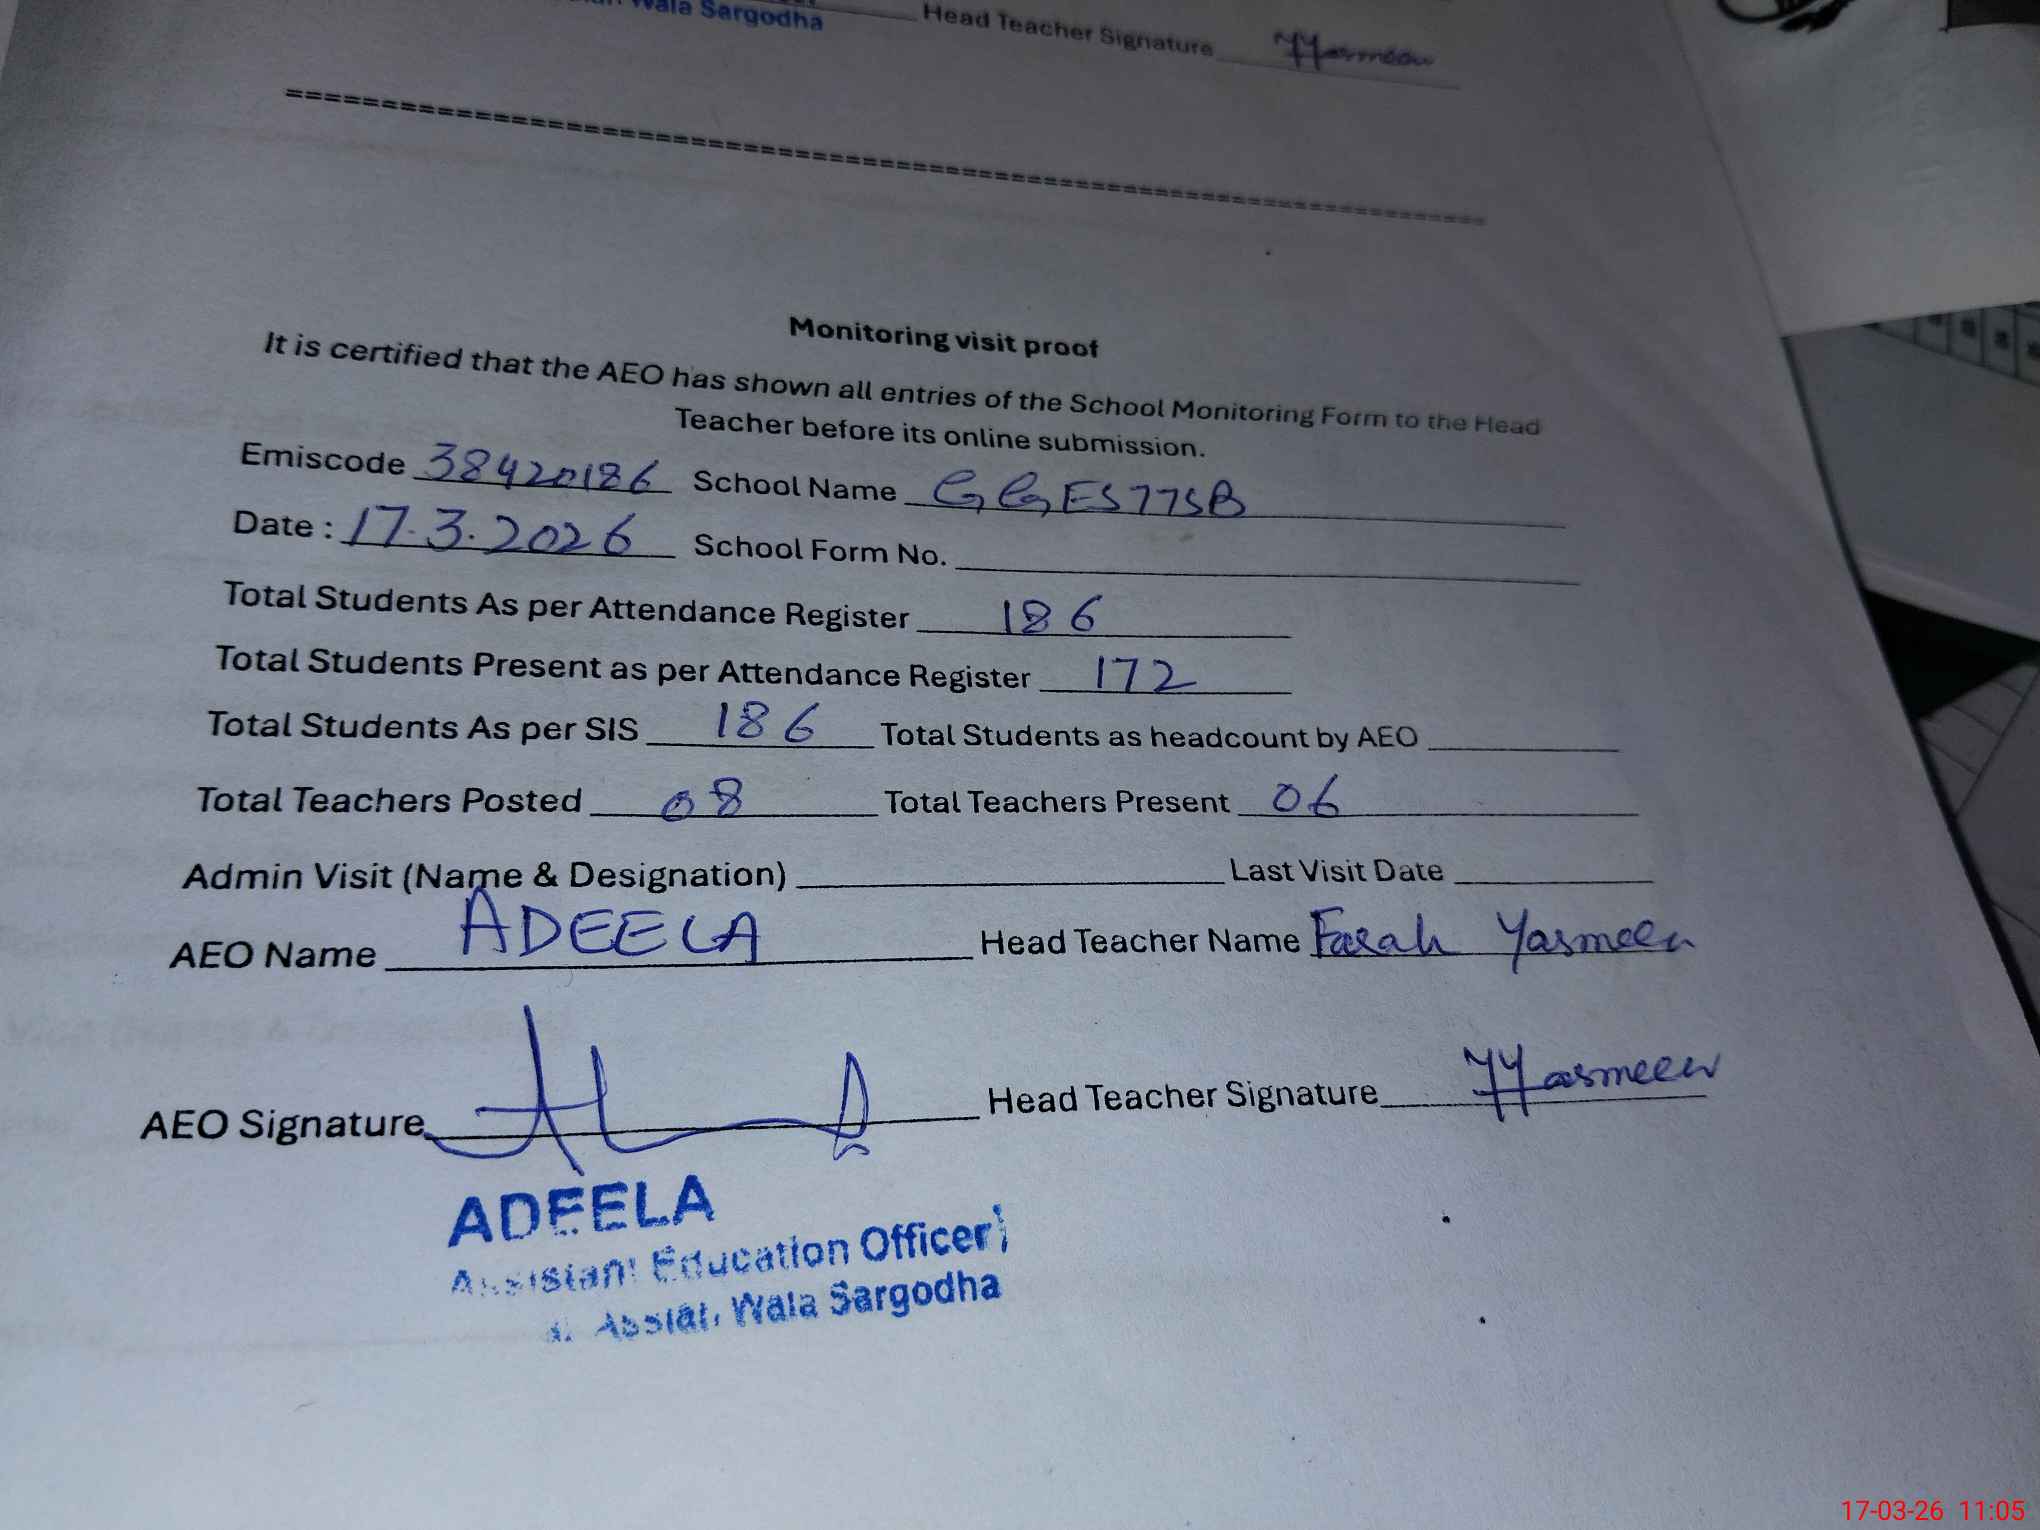 Wala Sargodha Head Teacher Signature Yasmeen
================================================================================
Monitoring visit proof
It is certified that the AEO has shown all entries of the School Monitoring Form to the Head
Teacher before its online submission.
Emiscode 38420186 School Name GGES 77SB
Date : 17.3.2026 School Form No.
Total Students As per Attendance Register 186
Total Students Present as per Attendance Register 172
Total Students As per SIS 186 Total Students as headcount by AEO
Total Teachers Posted 08 Total Teachers Present 06
Admin Visit (Name & Designation) Last Visit Date
AEO Name ADEELA Head Teacher Name Farah Yasmeen
AEO Signature Head Teacher Signature Yasmeen
ADEELA
Assistant Education Officer
Wala Sargodha
17-03-26 11:05